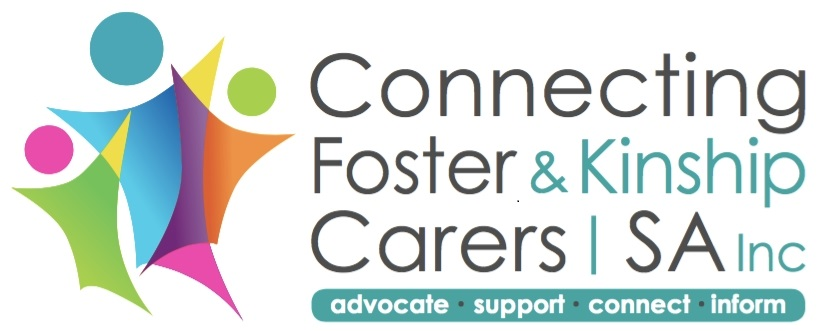 Connecting
Foster & Kinship
Carers | SA Inc
advocate · support · connect · inform